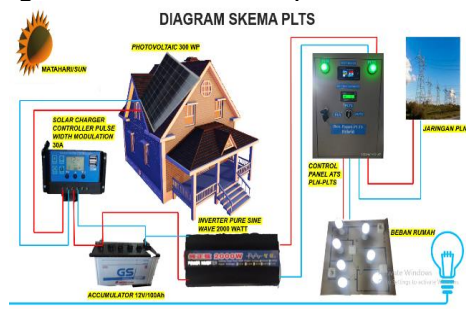 DIAGRAM SKEMA PLTS
MATAHARI/SUN
PHOTOVOLTAIC 300 WP
JARINGAN PLN
SOLAR CHARGER
CONTROLLER PULSE
WIDTH MODULATION
30A
CONTROL
PANEL ATS
PLN-PLTS
INVERTER PURE SINE
WAVE 2000 WATT
2000W
BEBAN RUMAH
GS
ACCUMULATOR 12V/100Ah